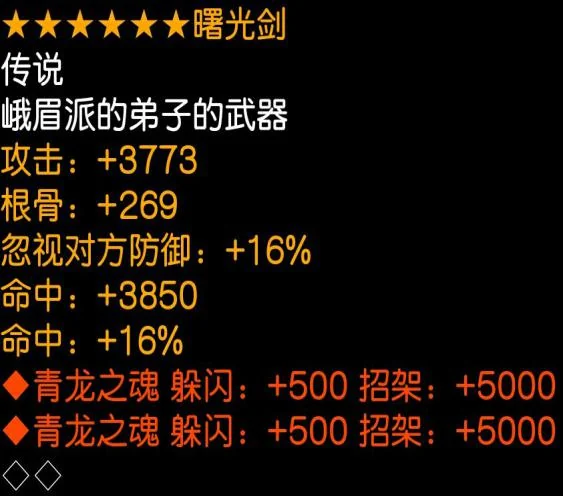 ★★★★★★曙光剑
传说
峨眉派的弟子的武器
攻击：+3773
根骨：+269
忽视对方防御：+16%
命中：+3850
命中：+16%
◆青龙之魂 躲闪：+500 招架：+5000
◆青龙之魂 躲闪：+500 招架：+5000
◇◇